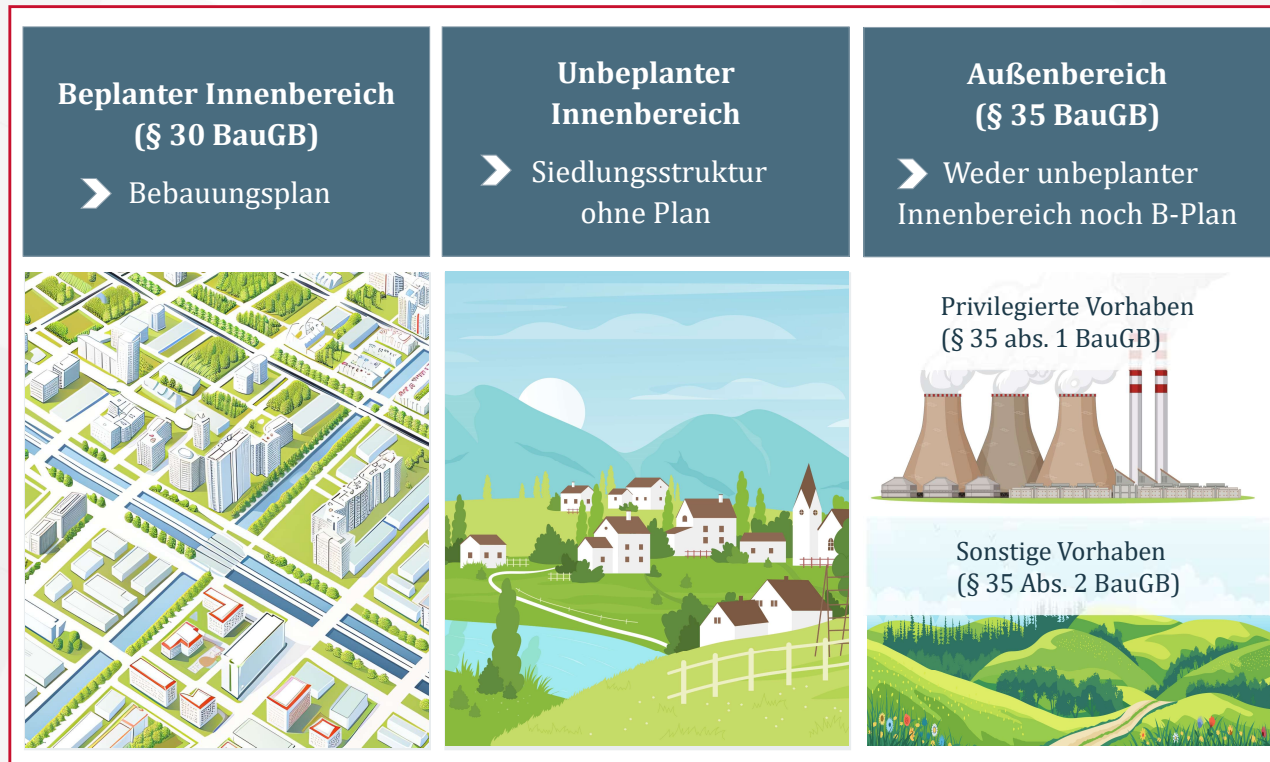 Beplanter Innenbereich
(§ 30 BauGB)
Bebauungsplan
Unbeplanter
Innenbereich
Siedlungsstruktur
ohne Plan
Außenbereich
(§ 35 BauGB)
Weder unbeplanter
Innenbereich noch B-Plan
Privilegierte Vorhaben
(§ 35 abs. 1 BauGB)
Sonstige Vorhaben
(§ 35 Abs. 2 BauGB)